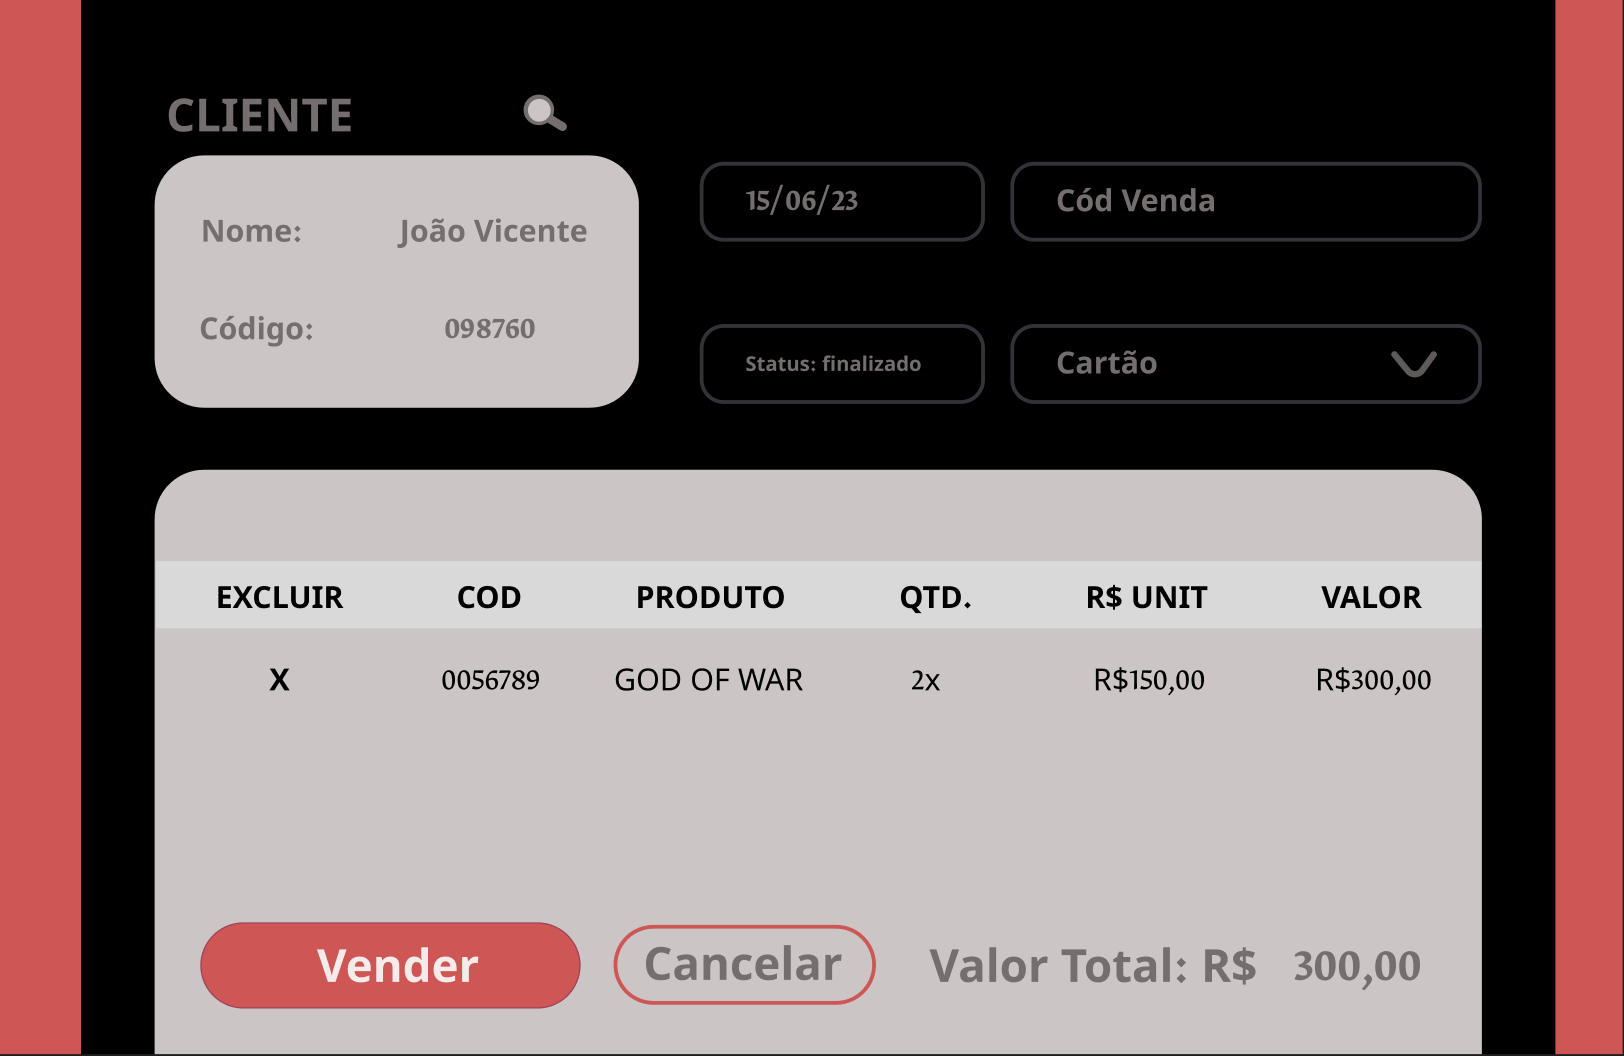 CLIENTE
Nome: João Vicente
Código: 098760
15/06/23
Cód Venda
Status: finalizado
Cartão
EXCLUIR COD PRODUTO QTD. R$ UNIT VALOR
X 0056789 GOD OF WAR 2x R$150,00 R$300,00
Vender
Cancelar
Valor Total: R$ 300,00